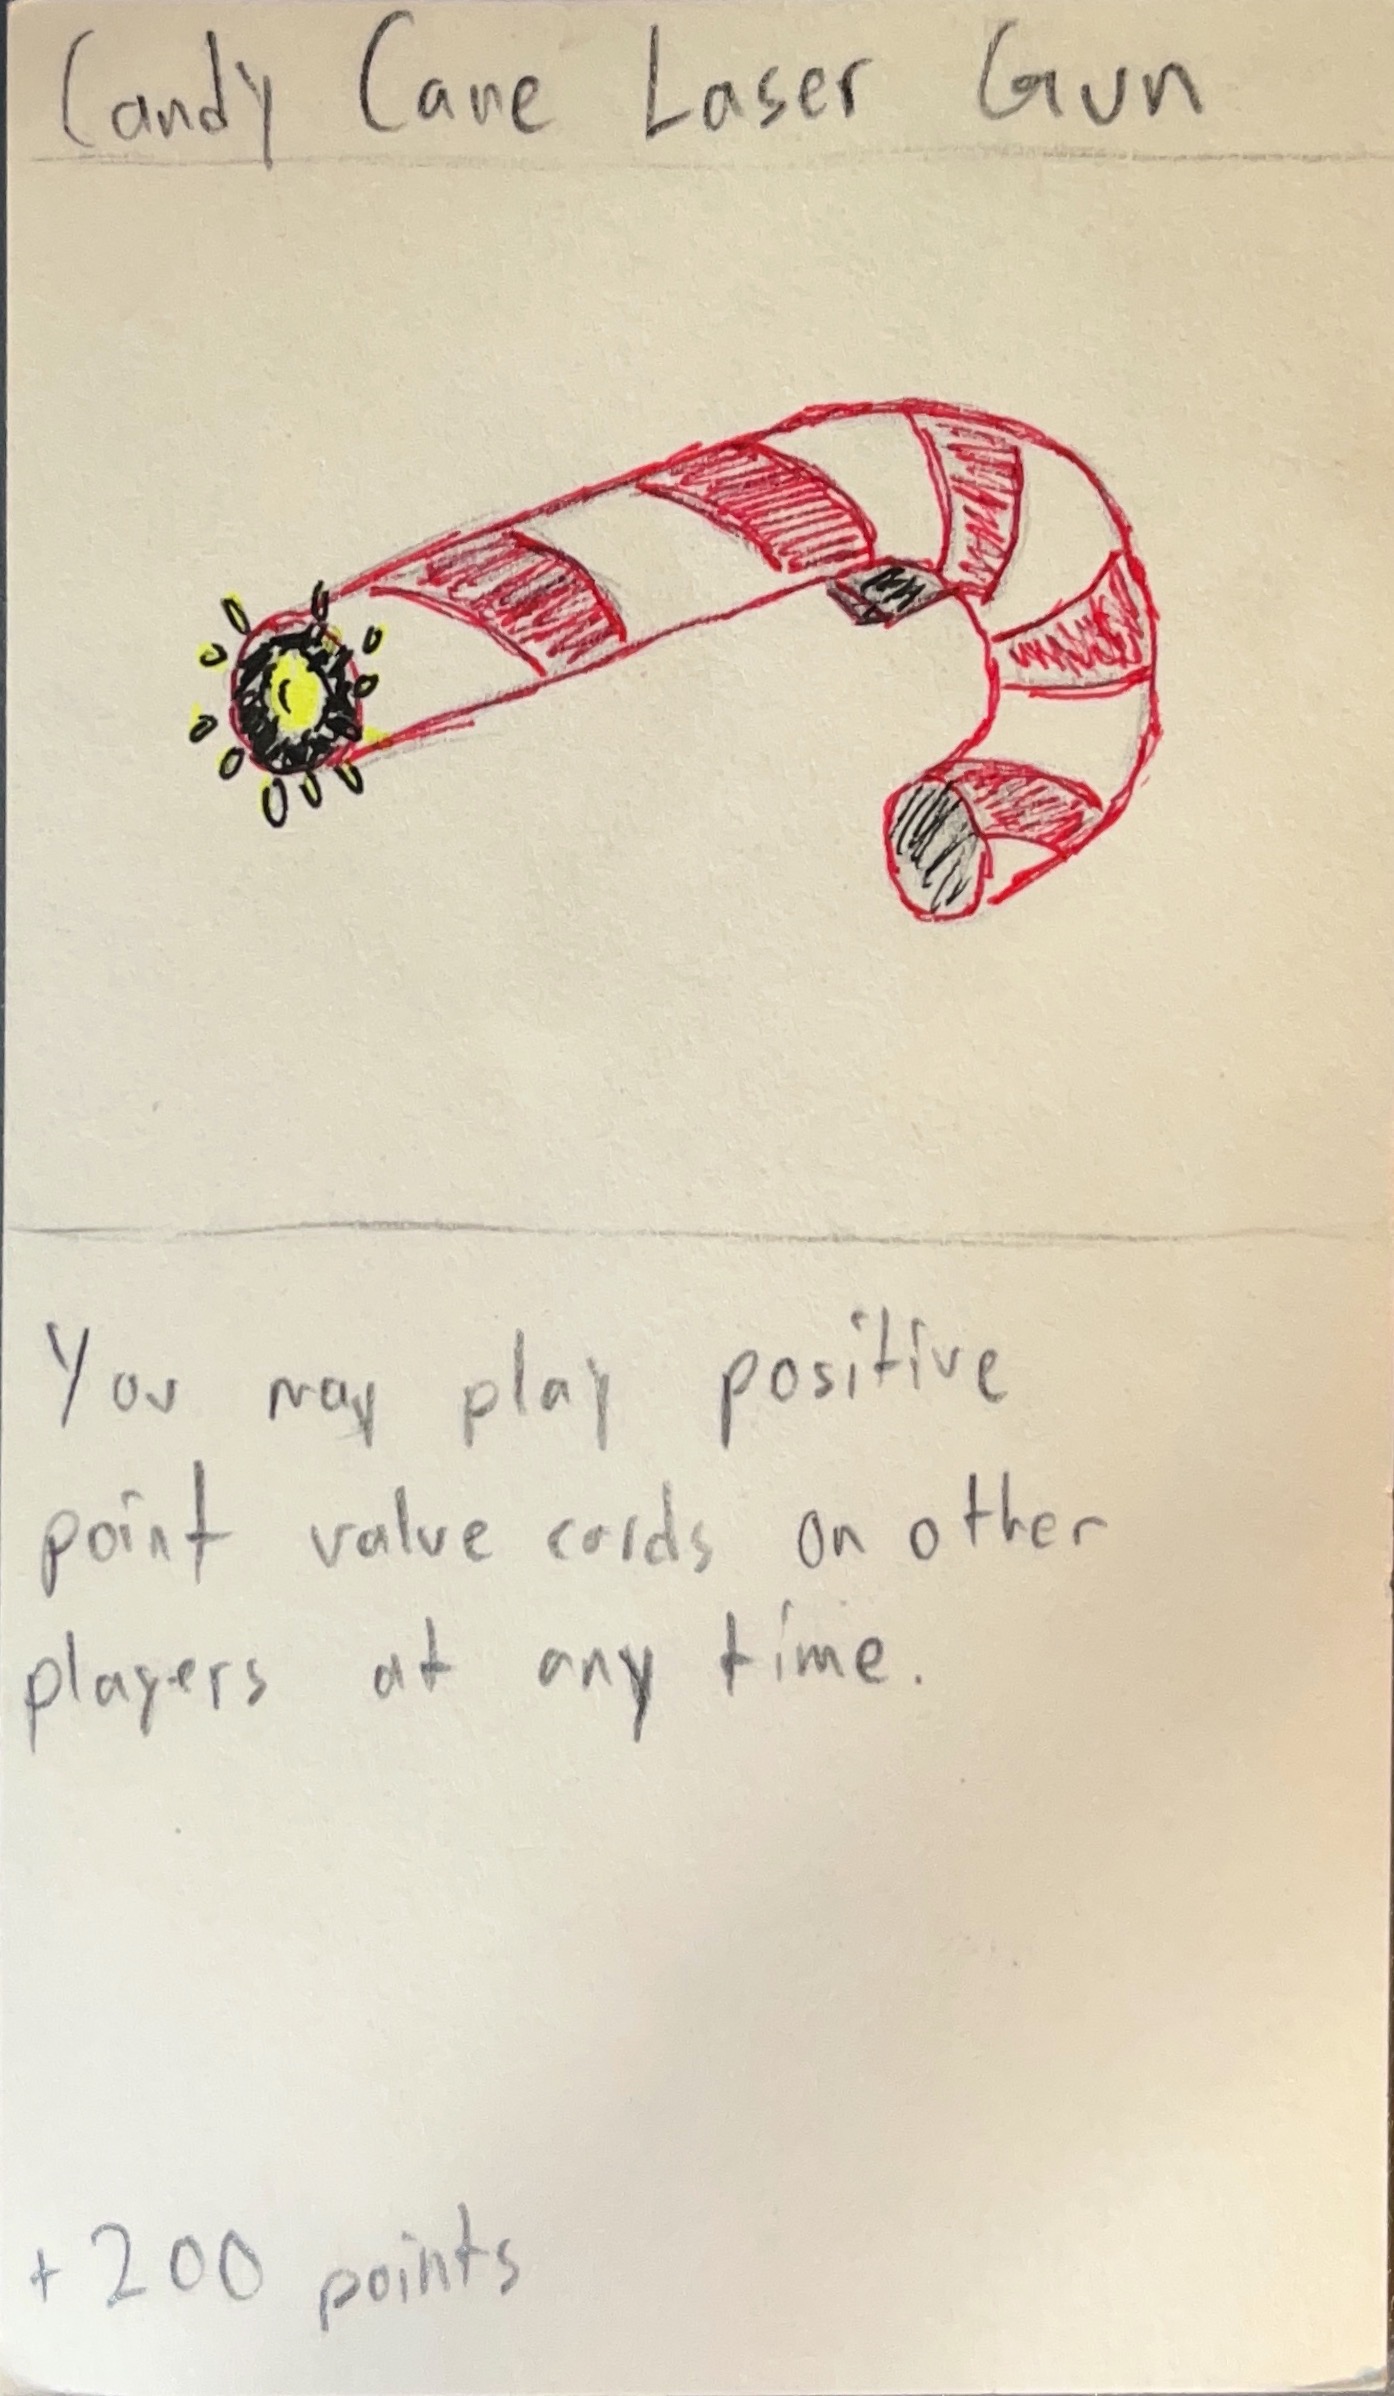 Candy Cane Laser Gun
You may play positive
point value cards on other
players at any time.
+200 points